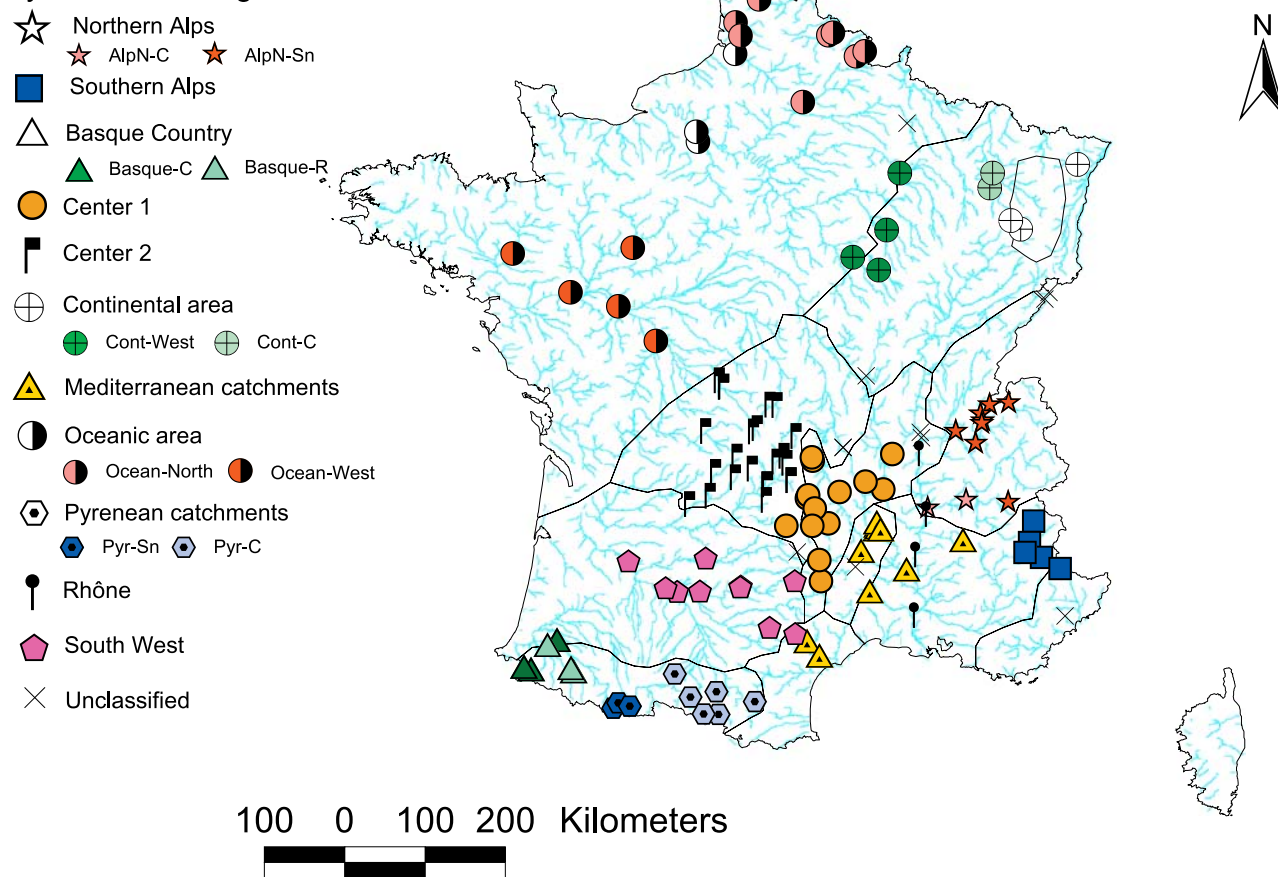 Northern Alps
AlpN-C AlpN-Sn
Southern Alps
Basque Country
Basque-C Basque-R
Center 1
Center 2
Continental area
Cont-West Cont-C
Mediterranean catchments
Oceanic area
Ocean-North Ocean-West
Pyrenean catchments
Pyr-Sn Pyr-C
Rhône
South West
Unclassified
N
100 0 100 200 Kilometers